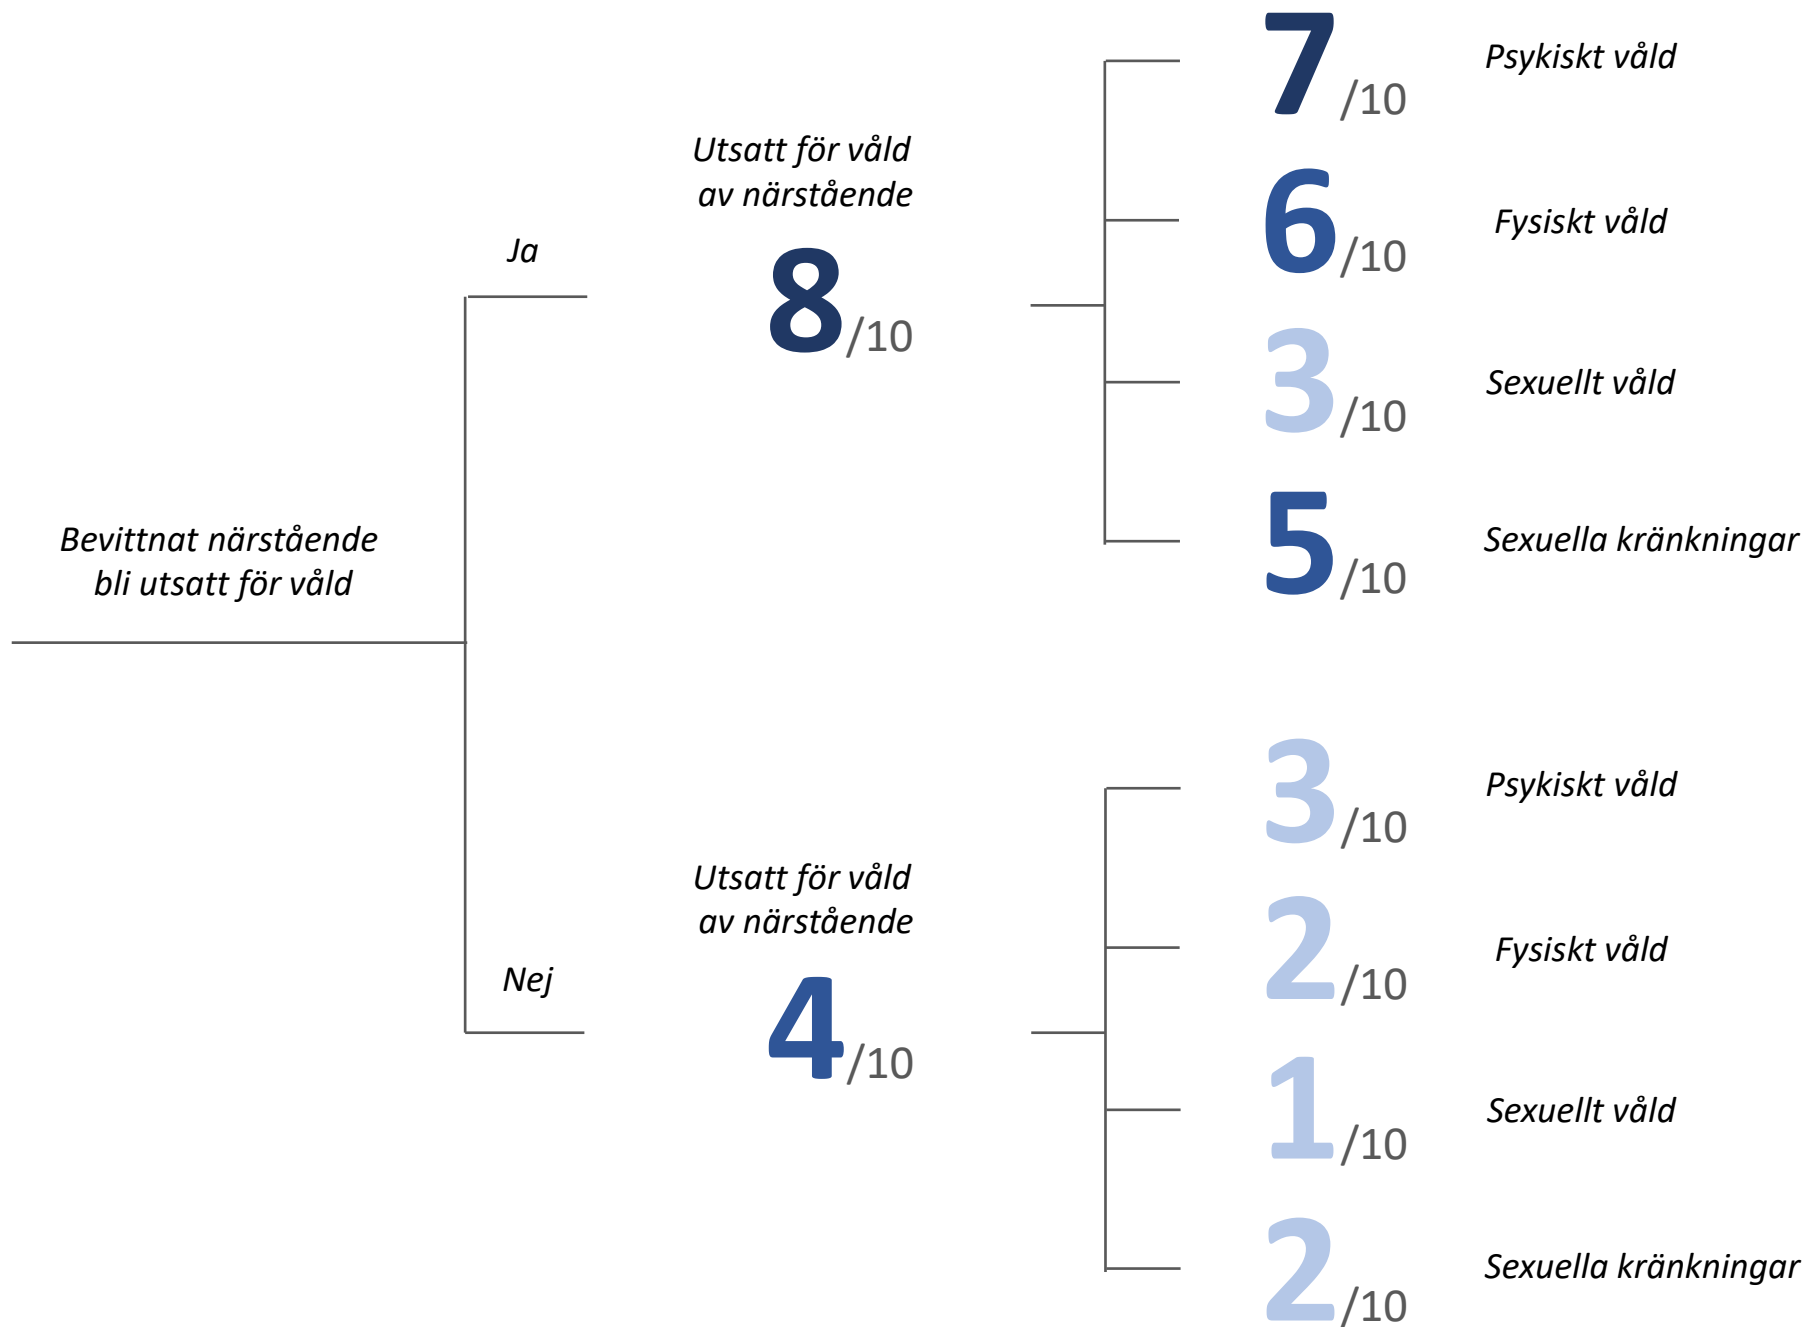 Bevittnat närstående
bli utsatt för våld
Ja
Utsatt för våld
av närstående
8/10
7/10 Psykiskt våld
6/10 Fysiskt våld
3/10 Sexuellt våld
5/10 Sexuella kränkningar
Nej
Utsatt för våld
av närstående
4/10
3/10 Psykiskt våld
2/10 Fysiskt våld
1/10 Sexuellt våld
2/10 Sexuella kränkningar